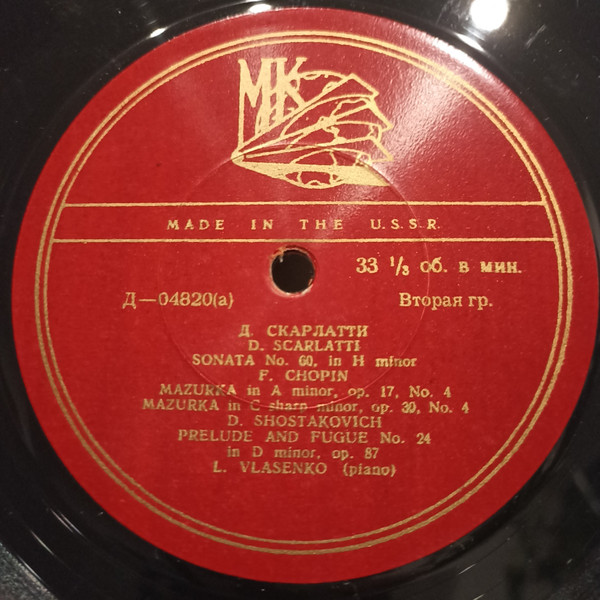 МК
MADE IN THE U.S.S.R.
33 1/3 об. в мин.
Д—04820(а) Вторая гр.
Д. СКАРЛАТТИ
D. SCARLATTI
SONATA No. 60, in H minor
F. CHOPIN
MAZURKA in A minor, op. 17, No. 4
MAZURKA in C sharp minor, op. 30, No. 4
D. SHOSTAKOVICH
PRELUDE AND FUGUE No. 24
in D minor, op. 87
L. VLASENKO (piano)